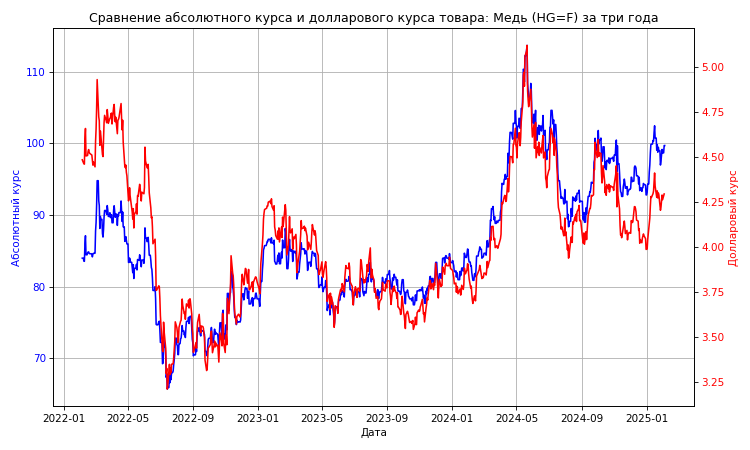 Сравнение абсолютного курса и долларового курса товара: Медь (HG=F) за три года
110
100
90
80
70
Абсолютный курс
5.00
4.75
4.50
4.25
4.00
3.75
3.50
3.25
Долларовый курс
2022-01 2022-05 2022-09 2023-01 2023-05 2023-09 2024-01 2024-05 2024-09 2025-01
Дата